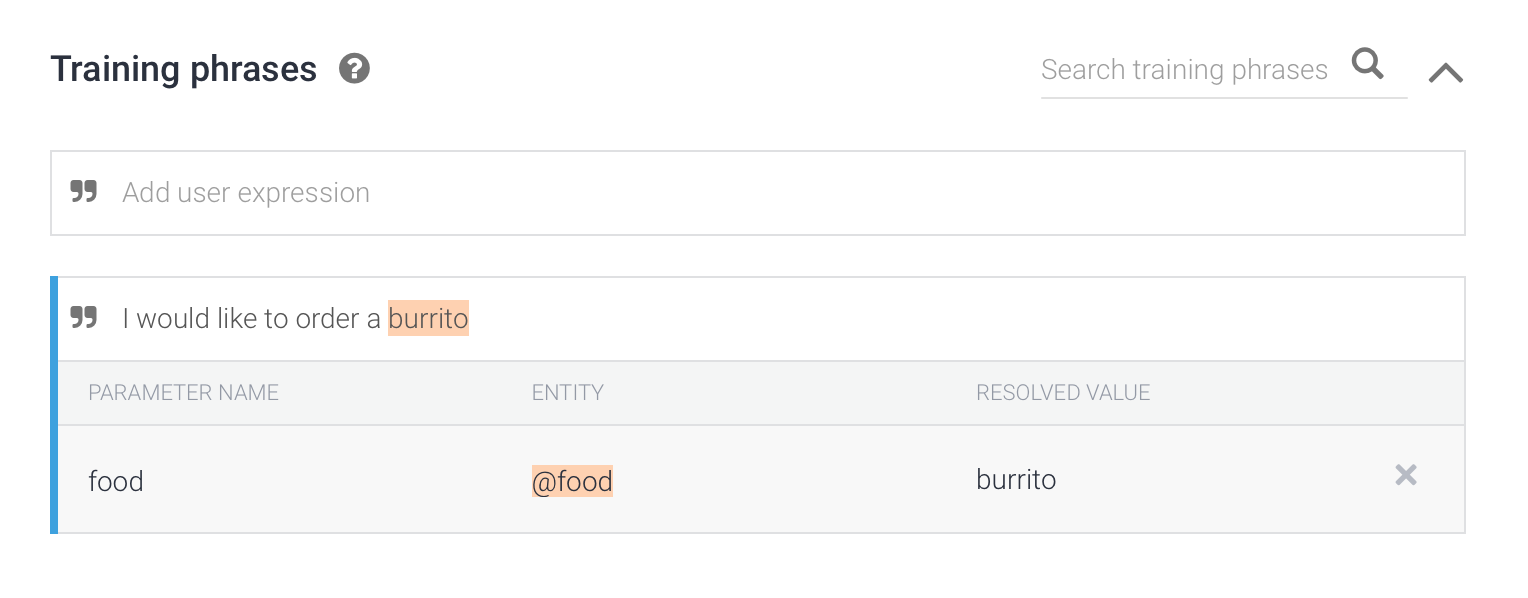 Training phrases ? Search training phrases
Add user expression
I would like to order a burrito
PARAMETER NAME ENTITY RESOLVED VALUE
food @food burrito